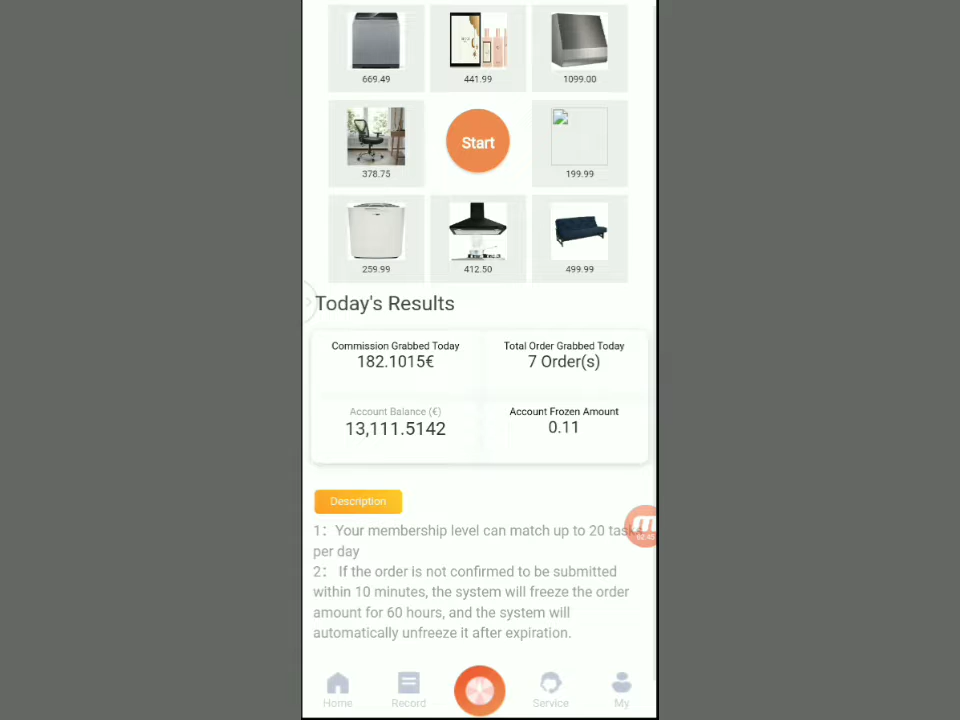 669.49
441.99
1099.00
378.75
Start
199.99
259.99
412.50
499.99
Today's Results
Commission Grabbed Today
Total Order Grabbed Today
182.1015€
7 Order(s)
Account Balance (€)
Account Frozen Amount
13,111.5142
0.11
Description
1： Your membership level can match up to 20 tasks
per day
2： If the order is not confirmed to be submitted
within 10 minutes, the system will freeze the order
amount for 60 hours, and the system will
automatically unfreeze it after expiration.
02:45
Home
Record
Service
My